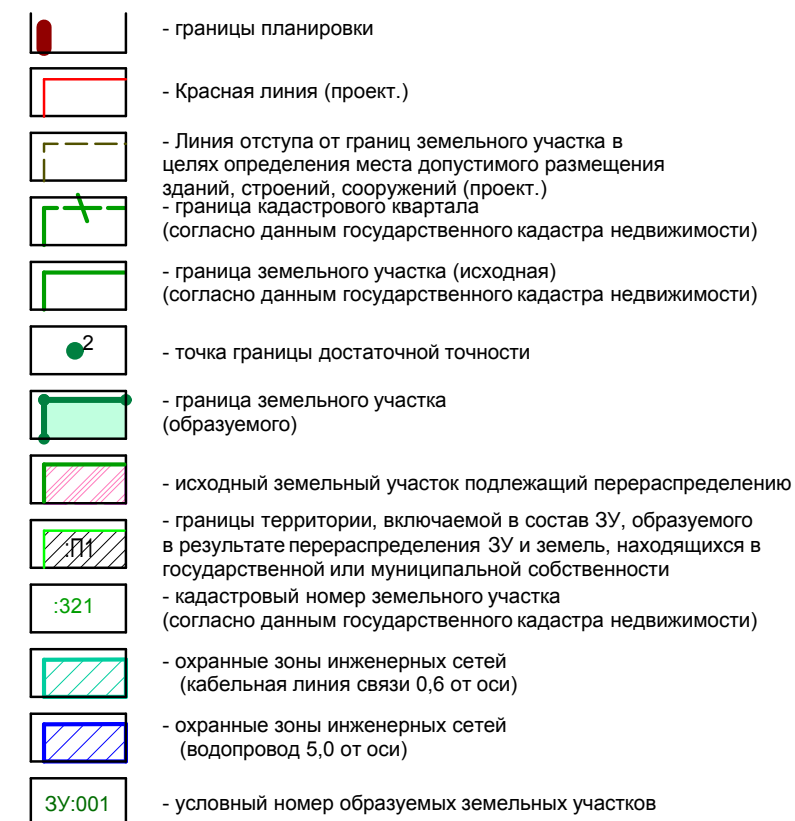 - границы планировки
- Красная линия (проект.)
- Линия отступа от границ земельного участка в
целях определения места допустимого размещения
зданий, строений, сооружений (проект.)
- граница кадастрового квартала
(согласно данным государственного кадастра недвижимости)
- граница земельного участка (исходная)
(согласно данным государственного кадастра недвижимости)
2
- точка границы достаточной точности
- граница земельного участка
(образуемого)
- исходный земельный участок подлежащий перераспределению
:П1
- границы территории, включаемой в состав ЗУ, образуемого
в результате перераспределения ЗУ и земель, находящихся в
государственной или муниципальной собственности
:321
- кадастровый номер земельного участка
(согласно данным государственного кадастра недвижимости)
- охранные зоны инженерных сетей
(кабельная линия связи 0,6 от оси)
- охранные зоны инженерных сетей
(водопровод 5,0 от оси)
ЗУ:001
- условный номер образуемых земельных участков